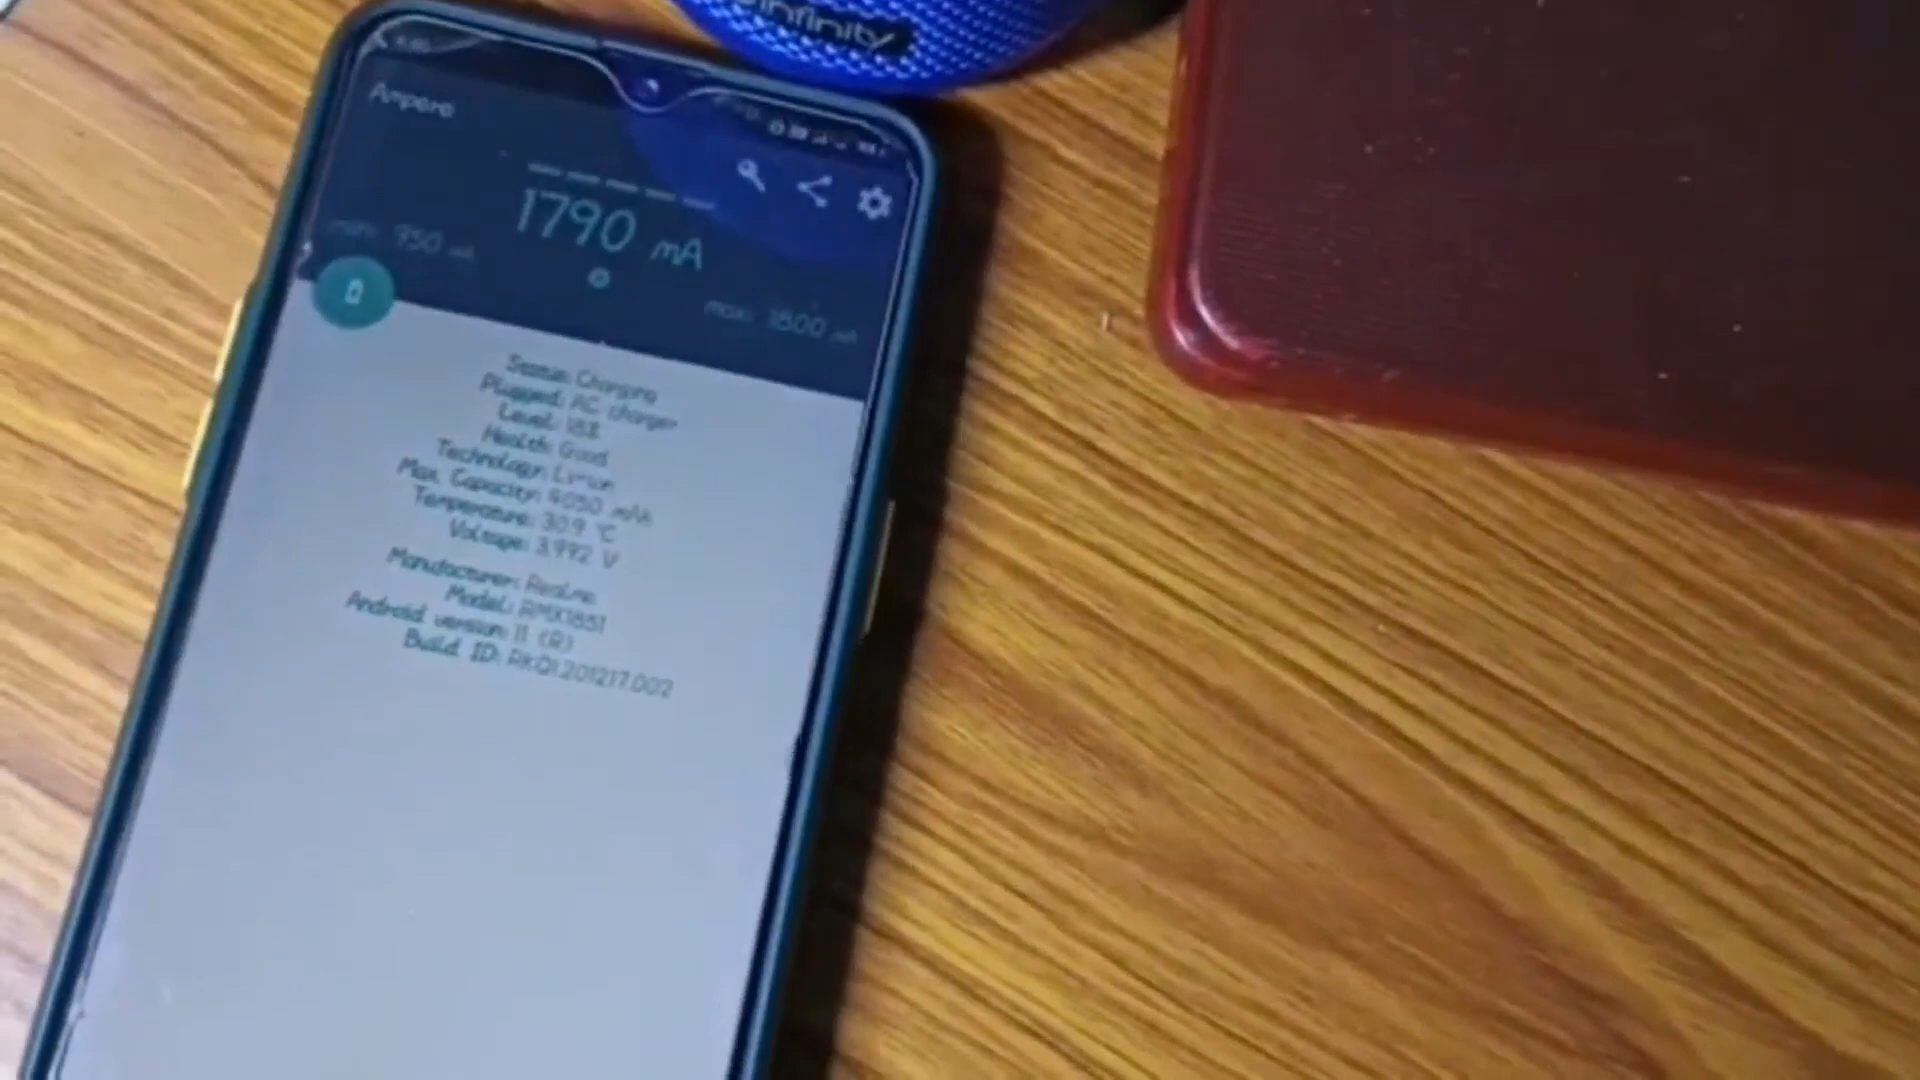 infinity
Ampere
1790 mA
min: 950 mA
max: 1800 mA
Status: Charging
Plugged: AC charger
Level: 18%
Health: Good
Technology: Li-ion
Max. Capacity: 4050 mAh
Temperature: 30.9 °C
Voltage: 3.992 V
Manufacturer: Realme
Model: RMX1851
Android version: 11 (R)
Build ID: RKQ1.201217.002